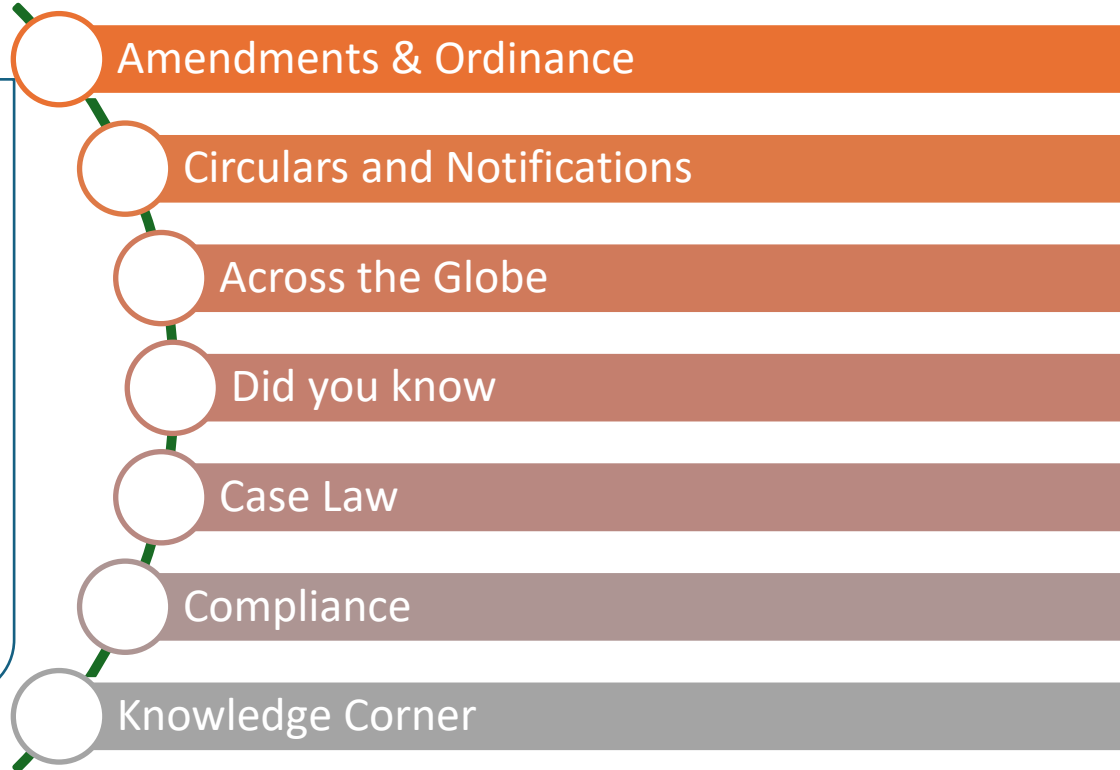 Amendments & Ordinance
Circulars and Notifications
Across the Globe
Did you know
Case Law
Compliance
Knowledge Corner